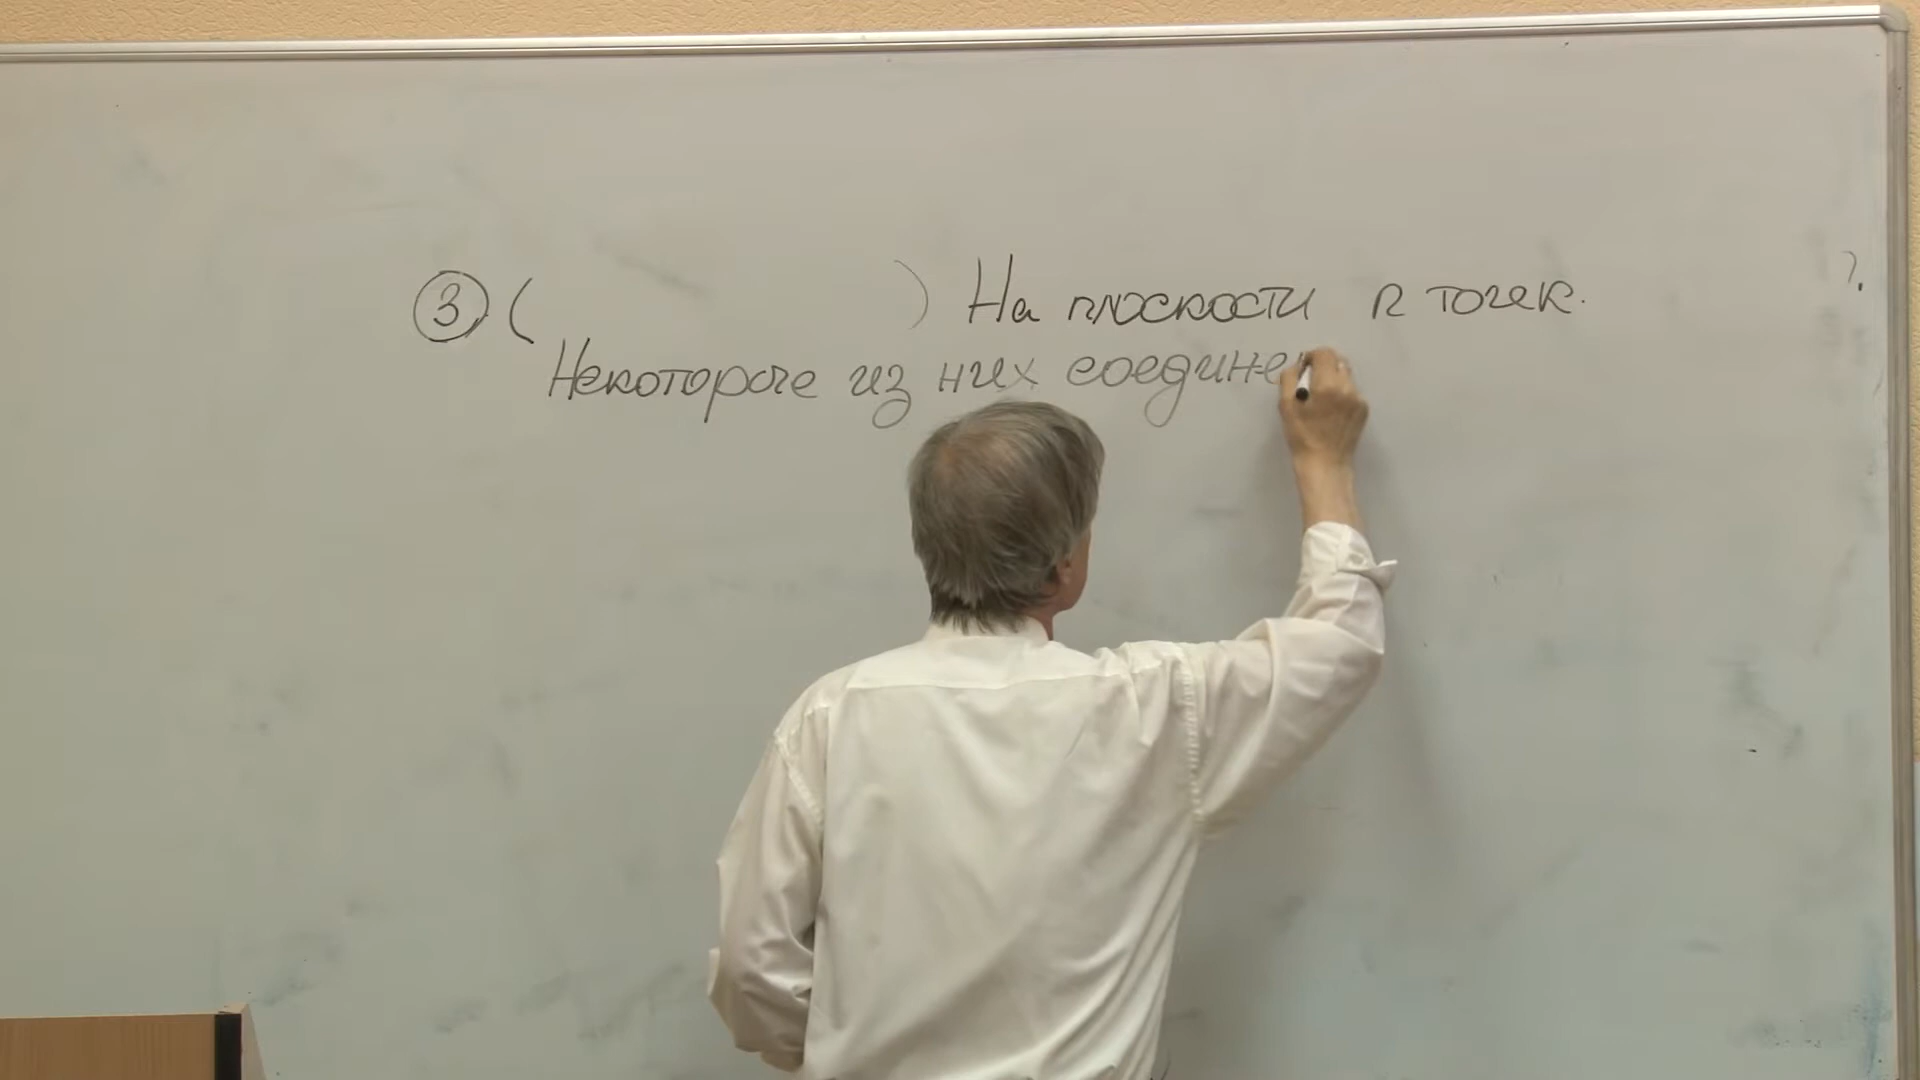 ③ ( ) На плоскости n точек.
Некоторые из них соедине
?